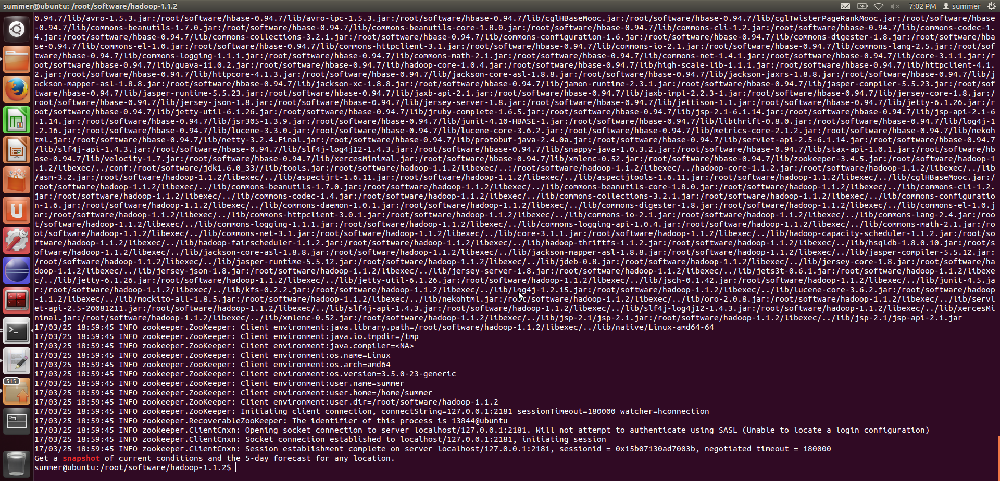 summer@ubuntu: /root/software/hadoop-1.1.2
7:02 PM summer
0.94.7/lib/avro-1.5.3.jar:/root/software/hbase-0.94.7/lib/avro-ipc-1.5.3.jar:/root/software/hbase-0.94.7/lib/cglHBaseMooc.jar:/root/software/hbase-0.94.7/lib/cglTwisterPageRankMooc.jar:/root/software/hbase
-0.94.7/lib/commons-beanutils-1.7.0.jar:/root/software/hbase-0.94.7/lib/commons-beanutils-core-1.8.0.jar:/root/software/hbase-0.94.7/lib/commons-cli-1.2.jar:/root/software/hbase-0.94.7/lib/commons-codec-1.
4.jar:/root/software/hbase-0.94.7/lib/commons-collections-3.2.1.jar:/root/software/hbase-0.94.7/lib/commons-configuration-1.6.jar:/root/software/hbase-0.94.7/lib/commons-digester-1.8.jar:/root/software/hba
se-0.94.7/lib/commons-el-1.0.jar:/root/software/hbase-0.94.7/lib/commons-httpclient-3.1.jar:/root/software/hbase-0.94.7/lib/commons-io-2.1.jar:/root/software/hbase-0.94.7/lib/commons-lang-2.5.jar:/root/sof
tware/hbase-0.94.7/lib/commons-logging-1.1.1.jar:/root/software/hbase-0.94.7/lib/commons-math-2.1.jar:/root/software/hbase-0.94.7/lib/commons-net-1.4.1.jar:/root/software/hbase-0.94.7/lib/core-3.1.1.jar:/r
oot/software/hbase-0.94.7/lib/guava-11.0.2.jar:/root/software/hbase-0.94.7/lib/hadoop-core-1.0.4.jar:/root/software/hbase-0.94.7/lib/high-scale-lib-1.1.1.jar:/root/software/hbase-0.94.7/lib/httpclient-4.1.
2.jar:/root/software/hbase-0.94.7/lib/httpcore-4.1.3.jar:/root/software/hbase-0.94.7/lib/jackson-core-asl-1.8.8.jar:/root/software/hbase-0.94.7/lib/jackson-jaxrs-1.8.8.jar:/root/software/hbase-0.94.7/lib/j
ackson-mapper-asl-1.8.8.jar:/root/software/hbase-0.94.7/lib/jackson-xc-1.8.8.jar:/root/software/hbase-0.94.7/lib/jamon-runtime-2.3.1.jar:/root/software/hbase-0.94.7/lib/jasper-compiler-5.5.23.jar:/root/sof
tware/hbase-0.94.7/lib/jasper-runtime-5.5.23.jar:/root/software/hbase-0.94.7/lib/jaxb-api-2.1.jar:/root/software/hbase-0.94.7/lib/jaxb-impl-2.2.3-1.jar:/root/software/hbase-0.94.7/lib/jersey-core-1.8.jar:/
root/software/hbase-0.94.7/lib/jersey-json-1.8.jar:/root/software/hbase-0.94.7/lib/jersey-server-1.8.jar:/root/software/hbase-0.94.7/lib/jettison-1.1.jar:/root/software/hbase-0.94.7/lib/jetty-6.1.26.jar:/r
oot/software/hbase-0.94.7/lib/jetty-util-6.1.26.jar:/root/software/hbase-0.94.7/lib/jruby-complete-1.6.5.jar:/root/software/hbase-0.94.7/lib/jsp-2.1-6.1.14.jar:/root/software/hbase-0.94.7/lib/jsp-api-2.1-6
.1.14.jar:/root/software/hbase-0.94.7/lib/jsr305-1.3.9.jar:/root/software/hbase-0.94.7/lib/junit-4.10-HBASE-1.jar:/root/software/hbase-0.94.7/lib/libthrift-0.8.0.jar:/root/software/hbase-0.94.7/lib/log4j-1
.2.16.jar:/root/software/hbase-0.94.7/lib/lucene-3.3.0.jar:/root/software/hbase-0.94.7/lib/lucene-core-3.6.2.jar:/root/software/hbase-0.94.7/lib/metrics-core-2.1.2.jar:/root/software/hbase-0.94.7/lib/nekoh
tml.jar:/root/software/hbase-0.94.7/lib/netty-3.2.4.Final.jar:/root/software/hbase-0.94.7/lib/protobuf-java-2.4.0a.jar:/root/software/hbase-0.94.7/lib/servlet-api-2.5-6.1.14.jar:/root/software/hbase-0.94.7
/lib/slf4j-api-1.4.3.jar:/root/software/hbase-0.94.7/lib/slf4j-log4j12-1.4.3.jar:/root/software/hbase-0.94.7/lib/snappy-java-1.0.3.2.jar:/root/software/hbase-0.94.7/lib/stax-api-1.0.1.jar:/root/software/hb
ase-0.94.7/lib/velocity-1.7.jar:/root/software/hbase-0.94.7/lib/xercesMinimal.jar:/root/software/hbase-0.94.7/lib/xmlenc-0.52.jar:/root/software/hbase-0.94.7/lib/zookeeper-3.4.5.jar:/root/software/hadoop-1
.1.2/libexec/../conf:/root/software/jdk1.6.0_33//lib/tools.jar:/root/software/hadoop-1.1.2/libexec/..:/root/software/hadoop-1.1.2/libexec/../hadoop-core-1.1.2.jar:/root/software/hadoop-1.1.2/libexec/../lib
/asm-3.2.jar:/root/software/hadoop-1.1.2/libexec/../lib/aspectjrt-1.6.11.jar:/root/software/hadoop-1.1.2/libexec/../lib/aspectjtools-1.6.11.jar:/root/software/hadoop-1.1.2/libexec/../lib/cglHBaseMooc.jar:/
root/software/hadoop-1.1.2/libexec/../lib/commons-beanutils-1.7.0.jar:/root/software/hadoop-1.1.2/libexec/../lib/commons-beanutils-core-1.8.0.jar:/root/software/hadoop-1.1.2/libexec/../lib/commons-cli-1.2.
jar:/root/software/hadoop-1.1.2/libexec/../lib/commons-codec-1.4.jar:/root/software/hadoop-1.1.2/libexec/../lib/commons-collections-3.2.1.jar:/root/software/hadoop-1.1.2/libexec/../lib/commons-configuratio
n-1.6.jar:/root/software/hadoop-1.1.2/libexec/../lib/commons-daemon-1.0.1.jar:/root/software/hadoop-1.1.2/libexec/../lib/commons-digester-1.8.jar:/root/software/hadoop-1.1.2/libexec/../lib/commons-el-1.0.j
ar:/root/software/hadoop-1.1.2/libexec/../lib/commons-httpclient-3.0.1.jar:/root/software/hadoop-1.1.2/libexec/../lib/commons-io-2.1.jar:/root/software/hadoop-1.1.2/libexec/../lib/commons-lang-2.4.jar:/roo
t/software/hadoop-1.1.2/libexec/../lib/commons-logging-1.1.1.jar:/root/software/hadoop-1.1.2/libexec/../lib/commons-logging-api-1.0.4.jar:/root/software/hadoop-1.1.2/libexec/../lib/commons-math-2.1.jar:/ro
ot/software/hadoop-1.1.2/libexec/../lib/commons-net-3.1.jar:/root/software/hadoop-1.1.2/libexec/../lib/core-3.1.1.jar:/root/software/hadoop-1.1.2/libexec/../lib/hadoop-capacity-scheduler-1.1.2.jar:/root/so
ftware/hadoop-1.1.2/libexec/../lib/hadoop-fairscheduler-1.1.2.jar:/root/software/hadoop-1.1.2/libexec/../lib/hadoop-thriftfs-1.1.2.jar:/root/software/hadoop-1.1.2/libexec/../lib/hsqldb-1.8.0.10.jar:/root/s
oftware/hadoop-1.1.2/libexec/../lib/jackson-core-asl-1.8.8.jar:/root/software/hadoop-1.1.2/libexec/../lib/jackson-mapper-asl-1.8.8.jar:/root/software/hadoop-1.1.2/libexec/../lib/jasper-compiler-5.5.12.jar:
/root/software/hadoop-1.1.2/libexec/../lib/jasper-runtime-5.5.12.jar:/root/software/hadoop-1.1.2/libexec/../lib/jdeb-0.8.jar:/root/software/hadoop-1.1.2/libexec/../lib/jersey-core-1.8.jar:/root/software/ha
doop-1.1.2/libexec/../lib/jersey-json-1.8.jar:/root/software/hadoop-1.1.2/libexec/../lib/jersey-server-1.8.jar:/root/software/hadoop-1.1.2/libexec/../lib/jets3t-0.6.1.jar:/root/software/hadoop-1.1.2/libexe
c/../lib/jetty-6.1.26.jar:/root/software/hadoop-1.1.2/libexec/../lib/jetty-util-6.1.26.jar:/root/software/hadoop-1.1.2/libexec/../lib/jsch-0.1.42.jar:/root/software/hadoop-1.1.2/libexec/../lib/junit-4.5.ja
r:/root/software/hadoop-1.1.2/libexec/../lib/kfs-0.2.2.jar:/root/software/hadoop-1.1.2/libexec/../lib/log4j-1.2.15.jar:/root/software/hadoop-1.1.2/libexec/../lib/lucene-core-3.6.2.jar:/root/software/hadoop
-1.1.2/libexec/../lib/mockito-all-1.8.5.jar:/root/software/hadoop-1.1.2/libexec/../lib/nekohtml.jar:/root/software/hadoop-1.1.2/libexec/../lib/oro-2.0.8.jar:/root/software/hadoop-1.1.2/libexec/../lib/servl
et-api-2.5-20081211.jar:/root/software/hadoop-1.1.2/libexec/../lib/slf4j-api-1.4.3.jar:/root/software/hadoop-1.1.2/libexec/../lib/slf4j-log4j12-1.4.3.jar:/root/software/hadoop-1.1.2/libexec/../lib/xercesMi
nimal.jar:/root/software/hadoop-1.1.2/libexec/../lib/xmlenc-0.52.jar:/root/software/hadoop-1.1.2/libexec/../lib/jsp-2.1/jsp-2.1.jar:/root/software/hadoop-1.1.2/libexec/../lib/jsp-2.1/jsp-api-2.1.jar
17/03/25 18:59:45 INFO zookeeper.ZooKeeper: Client environment:java.library.path=/root/software/hadoop-1.1.2/libexec/../lib/native/Linux-amd64-64
17/03/25 18:59:45 INFO zookeeper.ZooKeeper: Client environment:java.io.tmpdir=/tmp
17/03/25 18:59:45 INFO zookeeper.ZooKeeper: Client environment:java.compiler=<NA>
17/03/25 18:59:45 INFO zookeeper.ZooKeeper: Client environment:os.name=Linux
17/03/25 18:59:45 INFO zookeeper.ZooKeeper: Client environment:os.arch=amd64
17/03/25 18:59:45 INFO zookeeper.ZooKeeper: Client environment:os.version=3.5.0-23-generic
17/03/25 18:59:45 INFO zookeeper.ZooKeeper: Client environment:user.name=summer
17/03/25 18:59:45 INFO zookeeper.ZooKeeper: Client environment:user.home=/home/summer
17/03/25 18:59:45 INFO zookeeper.ZooKeeper: Client environment:user.dir=/root/software/hadoop-1.1.2
17/03/25 18:59:45 INFO zookeeper.ZooKeeper: Initiating client connection, connectString=127.0.0.1:2181 sessionTimeout=180000 watcher=hconnection
17/03/25 18:59:45 INFO zookeeper.RecoverableZooKeeper: The identifier of this process is 13844@ubuntu
17/03/25 18:59:45 INFO zookeeper.ClientCnxn: Opening socket connection to server localhost/127.0.0.1:2181. Will not attempt to authenticate using SASL (Unable to locate a login configuration)
17/03/25 18:59:45 INFO zookeeper.ClientCnxn: Socket connection established to localhost/127.0.0.1:2181, initiating session
17/03/25 18:59:45 INFO zookeeper.ClientCnxn: Session establishment complete on server localhost/127.0.0.1:2181, sessionid = 0x15b07130ad7003b, negotiated timeout = 180000
Get a snapshot of current conditions and the 5-day forecast for any location.
summer@ubuntu:/root/software/hadoop-1.1.2$
515